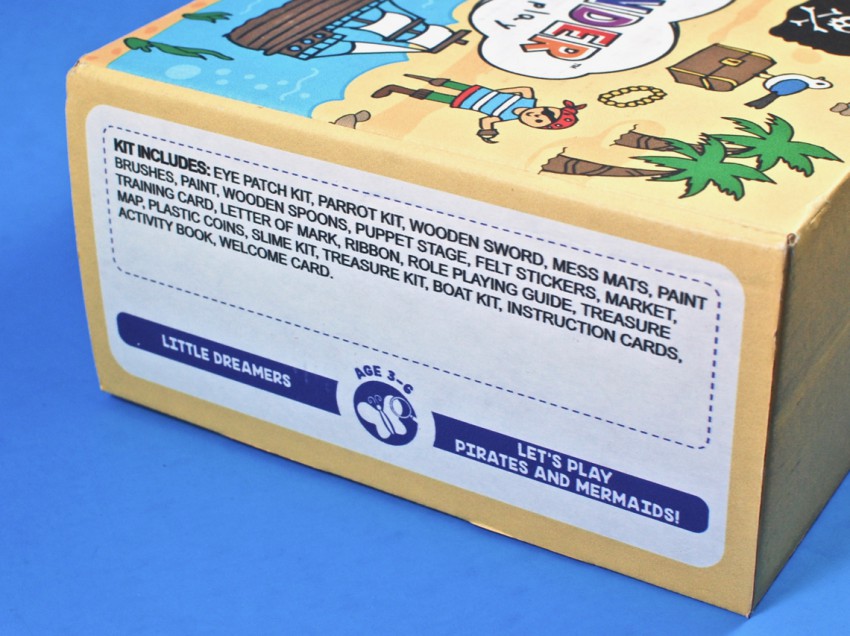 NDER
play
KIT INCLUDES: EYE PATCH KIT, PARROT KIT, WOODEN SWORD, MESS MATS, PAINT
BRUSHES, PAINT, WOODEN SPOONS, PUPPET STAGE, FELT STICKERS, MARKET,
TRAINING CARD, LETTER OF MARK, RIBBON, ROLE PLAYING GUIDE, TREASURE
MAP, PLASTIC COINS, SLIME KIT, TREASURE KIT, BOAT KIT, INSTRUCTION CARDS,
ACTIVITY BOOK, WELCOME CARD.
LITTLE DREAMERS
AGE 3-6
LET'S PLAY
PIRATES AND MERMAIDS!